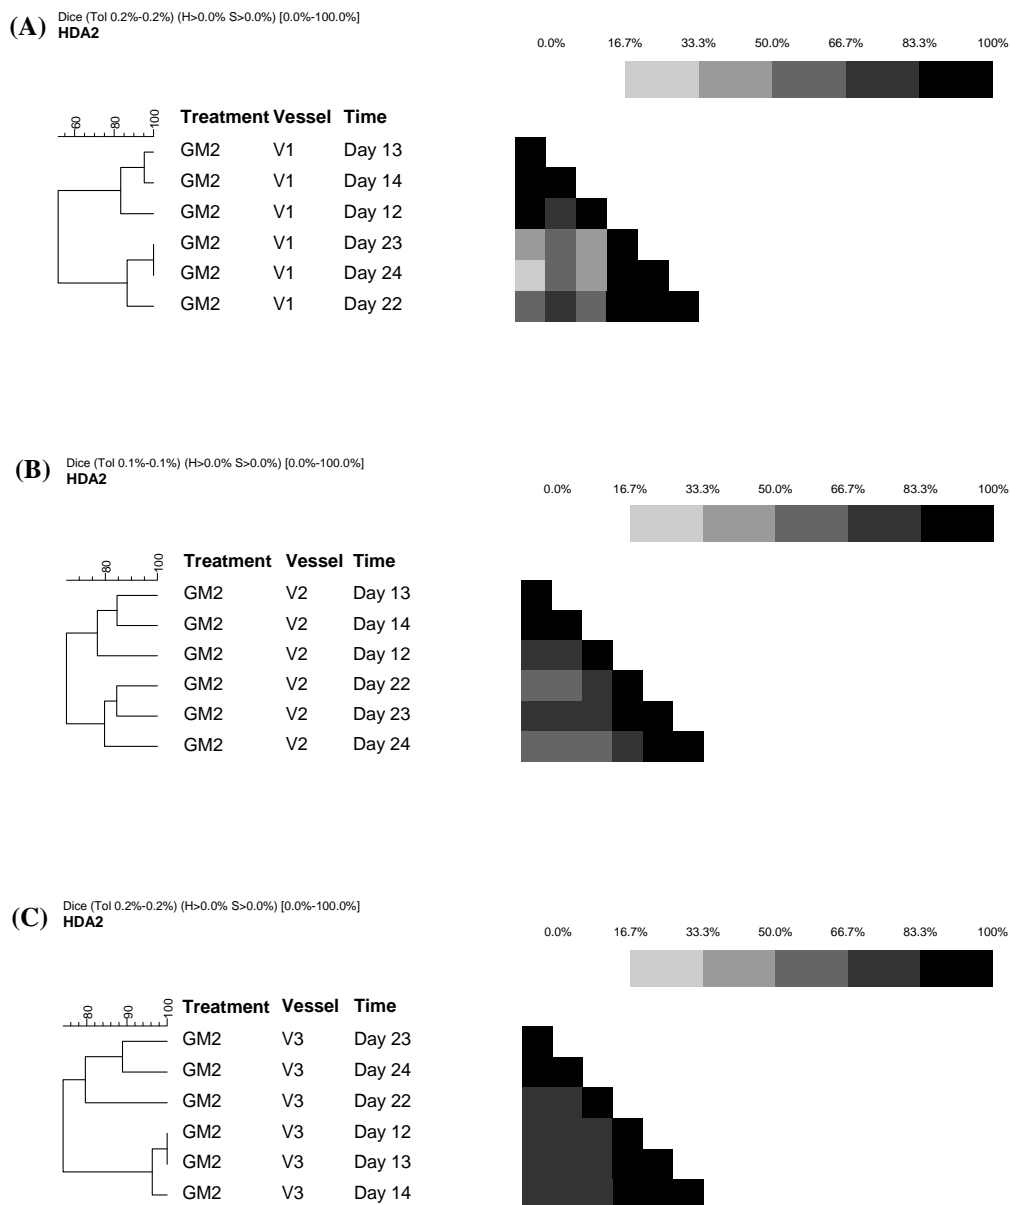 (A) Dice (Tol 0.2%-0.2%) (H>0.0% S>0.0%) [0.0%-100.0%]
HDA2
0.0% 16.7% 33.3% 50.0% 66.7% 83.3% 100%
60 80 100
Treatment Vessel Time
GM2 V1 Day 13
GM2 V1 Day 14
GM2 V1 Day 12
GM2 V1 Day 23
GM2 V1 Day 24
GM2 V1 Day 22
(B) Dice (Tol 0.1%-0.1%) (H>0.0% S>0.0%) [0.0%-100.0%]
HDA2
0.0% 16.7% 33.3% 50.0% 66.7% 83.3% 100%
80 100
Treatment Vessel Time
GM2 V2 Day 13
GM2 V2 Day 14
GM2 V2 Day 12
GM2 V2 Day 22
GM2 V2 Day 23
GM2 V2 Day 24
(C) Dice (Tol 0.2%-0.2%) (H>0.0% S>0.0%) [0.0%-100.0%]
HDA2
0.0% 16.7% 33.3% 50.0% 66.7% 83.3% 100%
80 90 100
Treatment Vessel Time
GM2 V3 Day 23
GM2 V3 Day 24
GM2 V3 Day 22
GM2 V3 Day 12
GM2 V3 Day 13
GM2 V3 Day 14